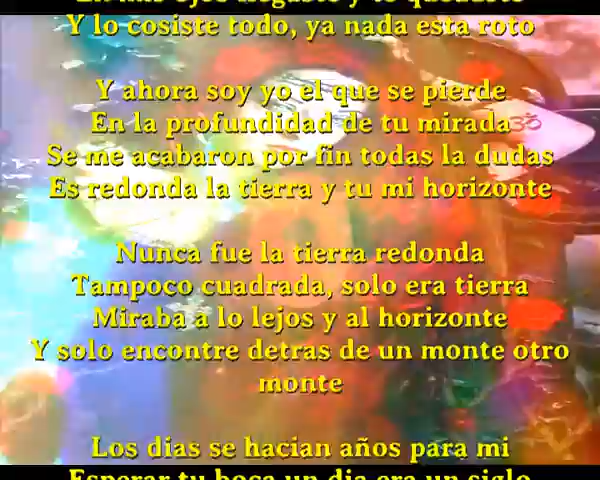 En mis ojos llegaste y te quedaste
Y lo cosiste todo, ya nada esta roto
Y ahora soy yo el que se pierde
En la profundidad de tu mirada
Se me acabaron por fin todas la dudas
Es redonda la tierra y tu mi horizonte
Nunca fue la tierra redonda
Tampoco cuadrada, solo era tierra
Miraba a lo lejos y al horizonte
Y solo encontre detras de un monte otro
monte
Los dias se hacian años para mi
Esperar tu boca un dia era un siglo